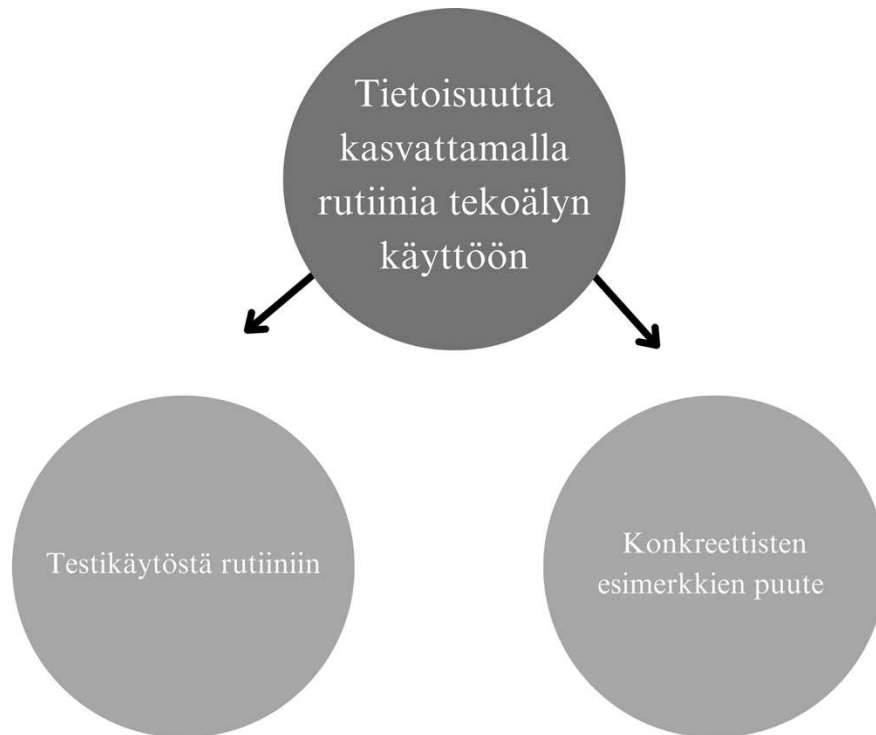 Tietoisuutta
kasvattamalla
rutiinia tekoälyn
käyttöön
Testikäytöstä rutiiniin
Konkreettisten
esimerkkien puute